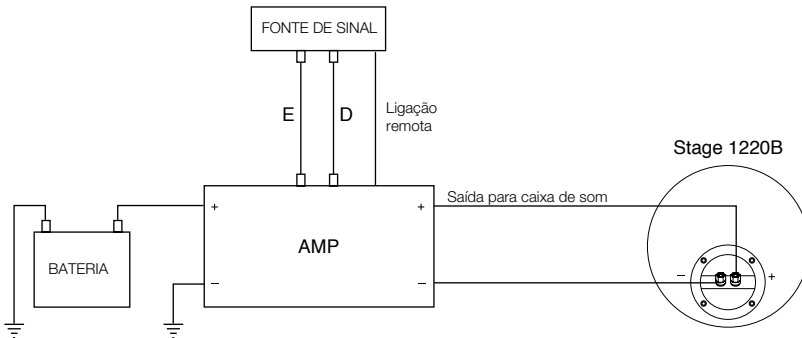 FONTE DE SINAL
E
D
Ligação
remota
Stage 1220B
Saída para caixa de som
+
+
AMP
BATERIA
−
−
−
+